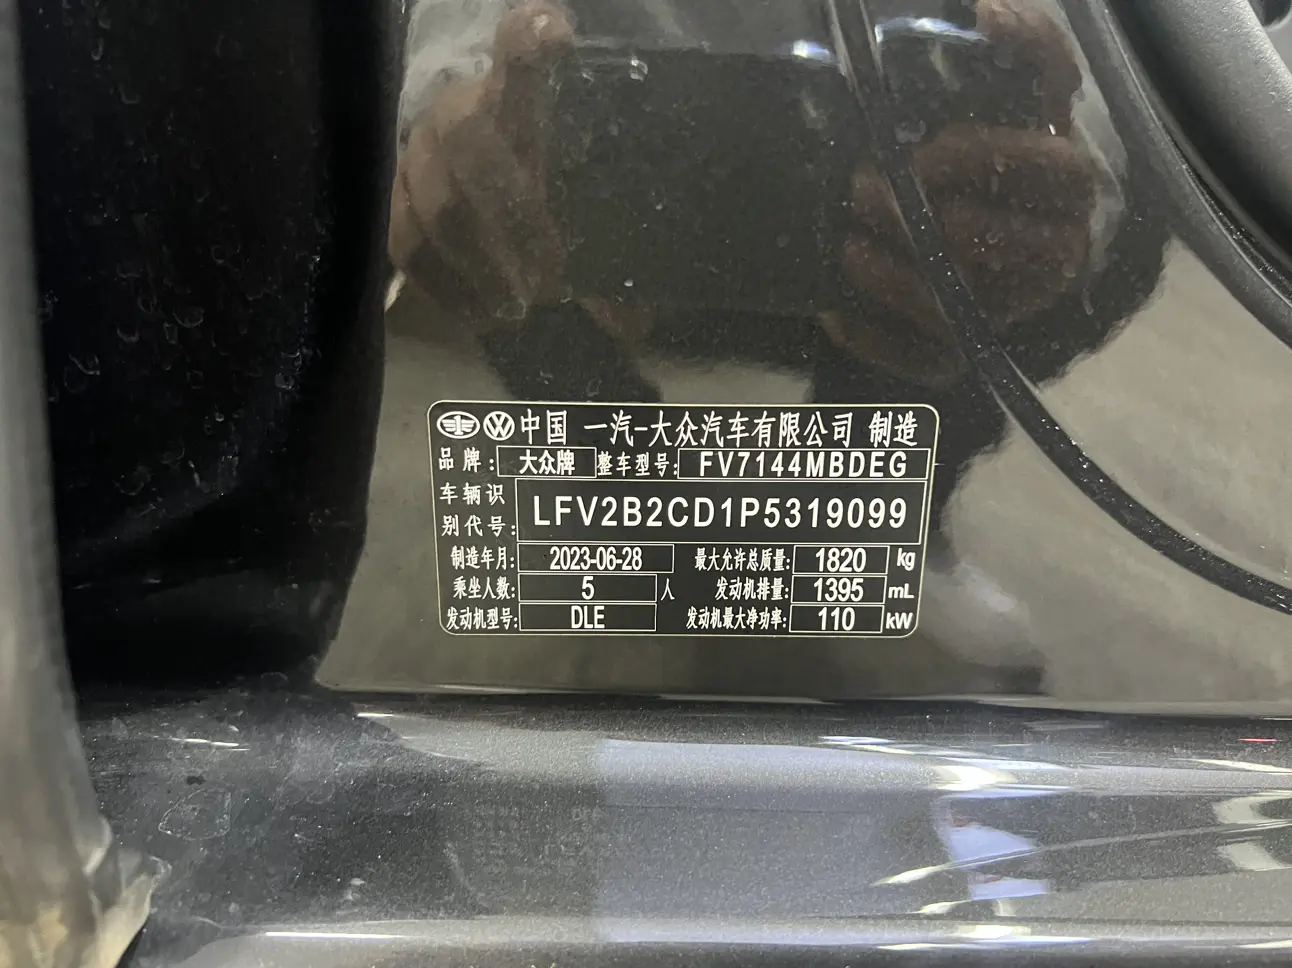 中国 一汽-大众汽车有限公司 制造
品牌: 大众牌 整车型号: FV7144MBDEG
车辆识别代号: LFV2B2CD1P5319099
制造年月: 2023-06-28 最大允许总质量: 1820 kg
乘坐人数: 5 人 发动机排量: 1395 mL
发动机型号: DLE 发动机最大净功率: 110 kW